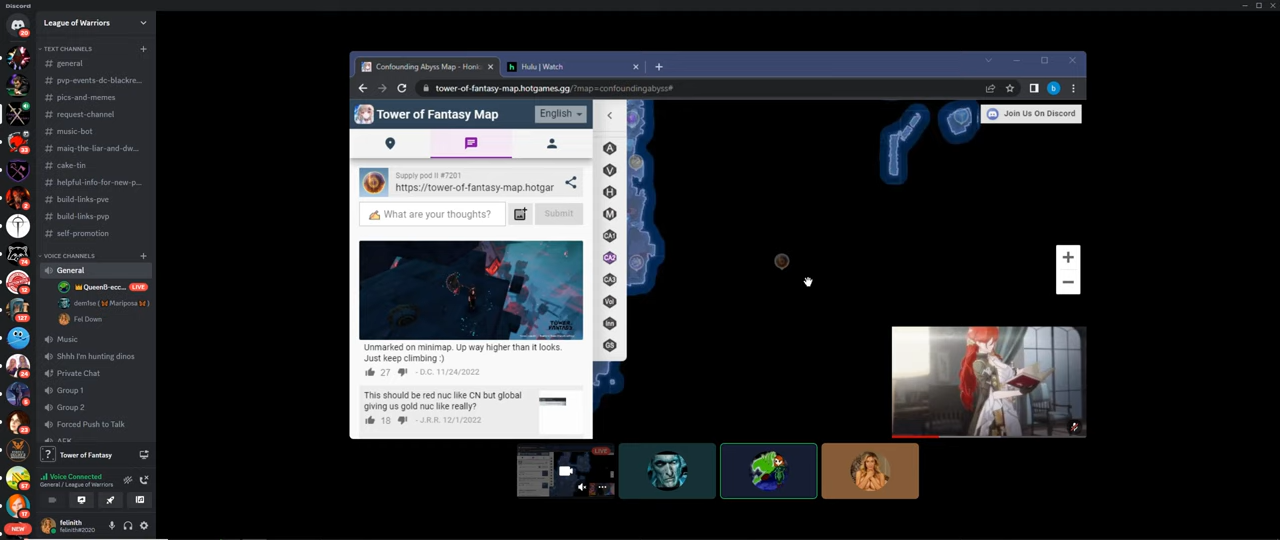 Discord
League of Warriors
TEXT CHANNELS
general
pvp-events-dc-blackre...
pics-and-memes
request-channel
music-bot
maiq-the-liar-and-dw...
cake-tin
helpful-info-for-new-p...
build-links-pve
build-links-pvp
self-promotion
VOICE CHANNELS
General
QueenB-ecc... LIVE
dem1se ( Mariposa )
Fel Down
Music
Shhh I'm hunting dinos
Private Chat
Group 1
Group 2
Forced Push to Talk
AFK
Tower of Fantasy
Voice Connected
General / League of Warriors
felinith
felinith#2020
NEW
Confounding Abyss Map - Honk
Hulu | Watch
tower-of-fantasy-map.hotgames.gg/?map=confoundingabyss#
b
Tower of Fantasy Map
English
Join Us On Discord
Supply pod II #7201
https://tower-of-fantasy-map.hotgar
What are your thoughts?
Submit
Unmarked on minimap. Up way higher than it looks.
Just keep climbing :)
27 - D.C. 11/24/2022
This should be red nuc like CN but global
giving us gold nuc like really?
18 - J.R.R. 12/1/2022
A
V
H
M
CA1
CA2
CA3
Vol
Inn
GS
LIVE